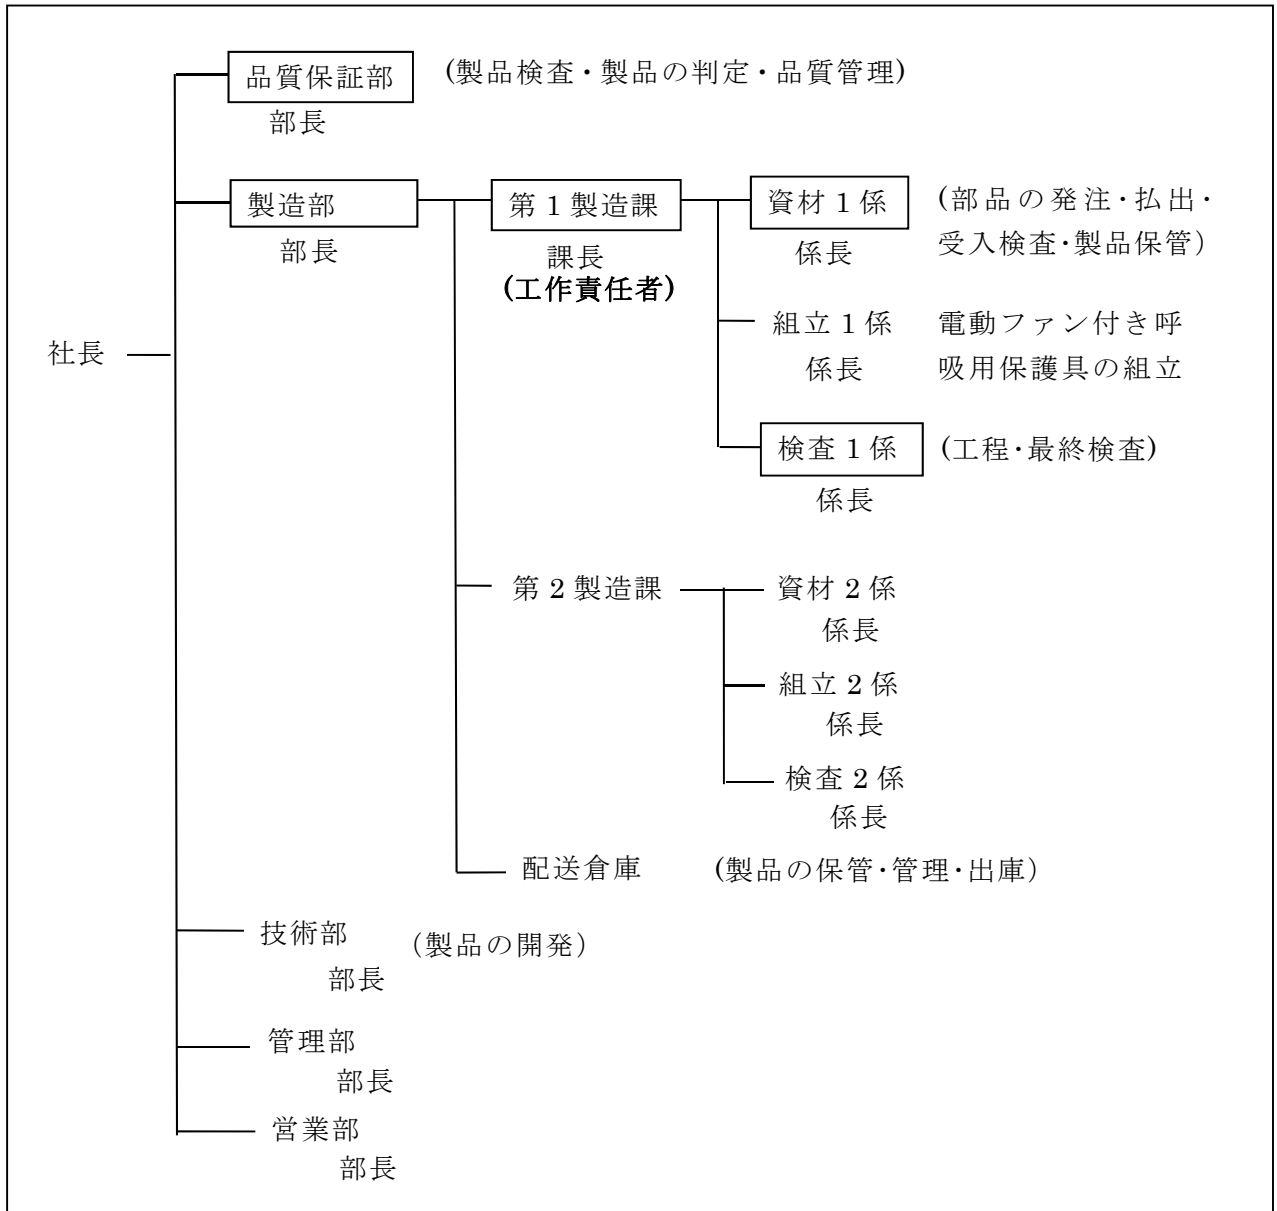 品質保証部 (製品検査・製品の判定・品質管理)
部長
製造部 第1製造課 資材1係 (部品の発注・払出・
部長 課長 係長 受入検査・製品保管)
(工作責任者)
組立1係 電動ファン付き呼
社長 係長 吸用保護具の組立
検査1係 (工程・最終検査)
係長
第2製造課 資材2係
係長
組立2係
係長
検査2係
係長
配送倉庫 (製品の保管・管理・出庫)
技術部 (製品の開発)
部長
管理部
部長
営業部
部長